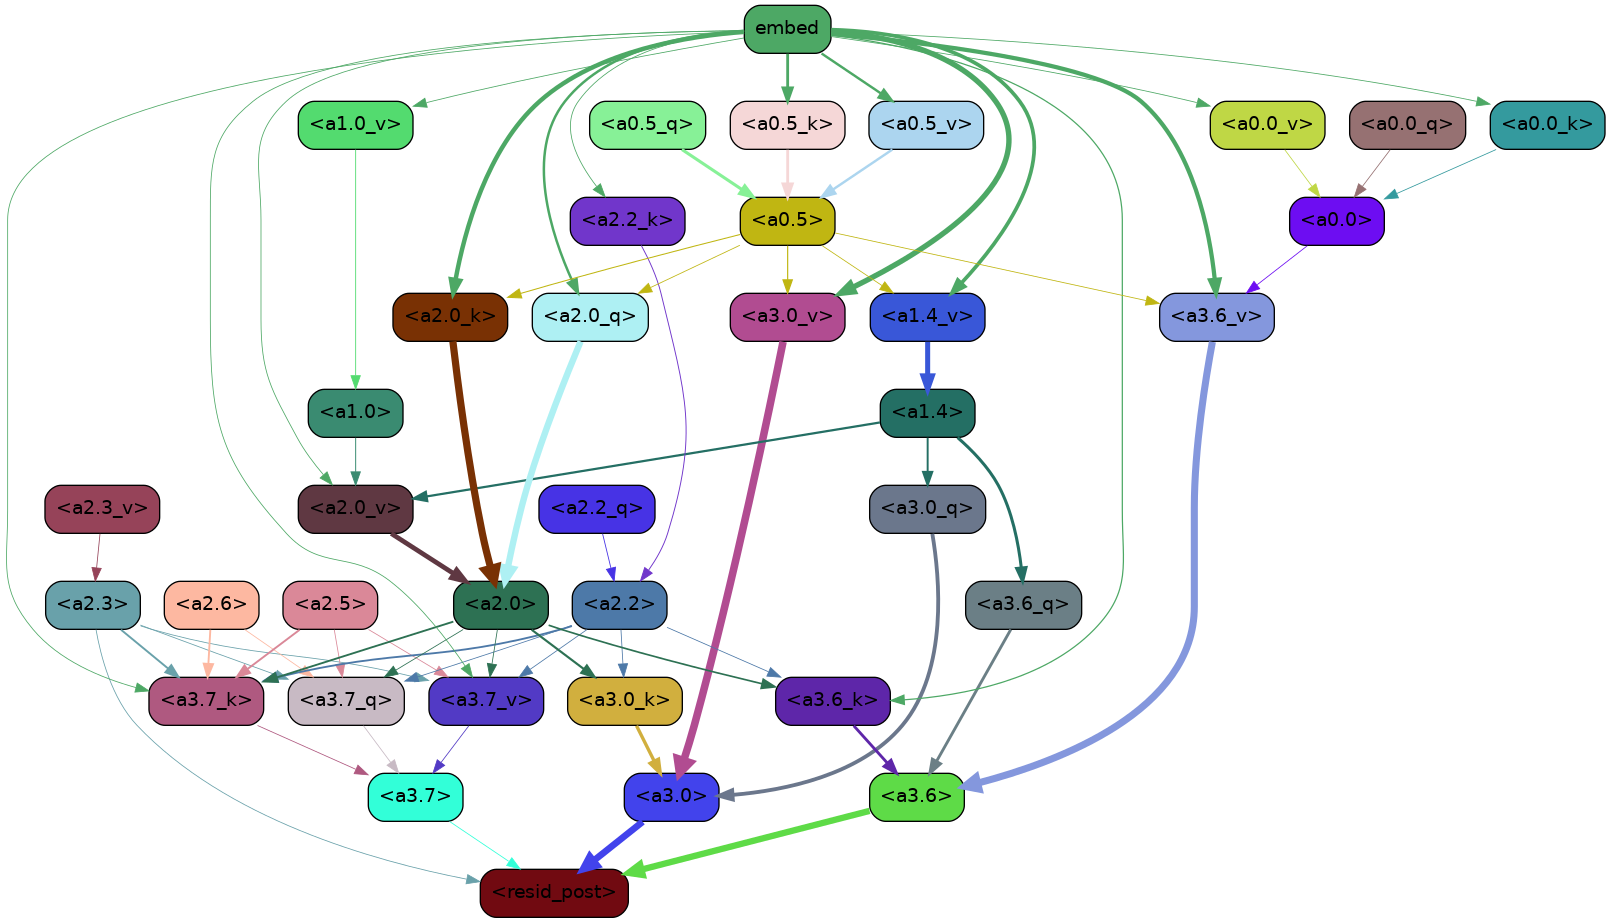 embed
<a1.0_v>
<a0.5_q>
<a0.5_k>
<a0.5_v>
<a0.0_v>
<a0.0_q>
<a0.0_k>
<a2.2_k>
<a0.5>
<a0.0>
<a2.0_k>
<a2.0_q>
<a3.0_v>
<a1.4_v>
<a3.6_v>
<a1.0>
<a1.4>
<a2.3_v>
<a2.0_v>
<a2.2_q>
<a3.0_q>
<a2.3>
<a2.6>
<a2.5>
<a2.0>
<a2.2>
<a3.6_q>
<a3.7_k>
<a3.7_q>
<a3.7_v>
<a3.0_k>
<a3.6_k>
<a3.7>
<a3.0>
<a3.6>
<resid_post>